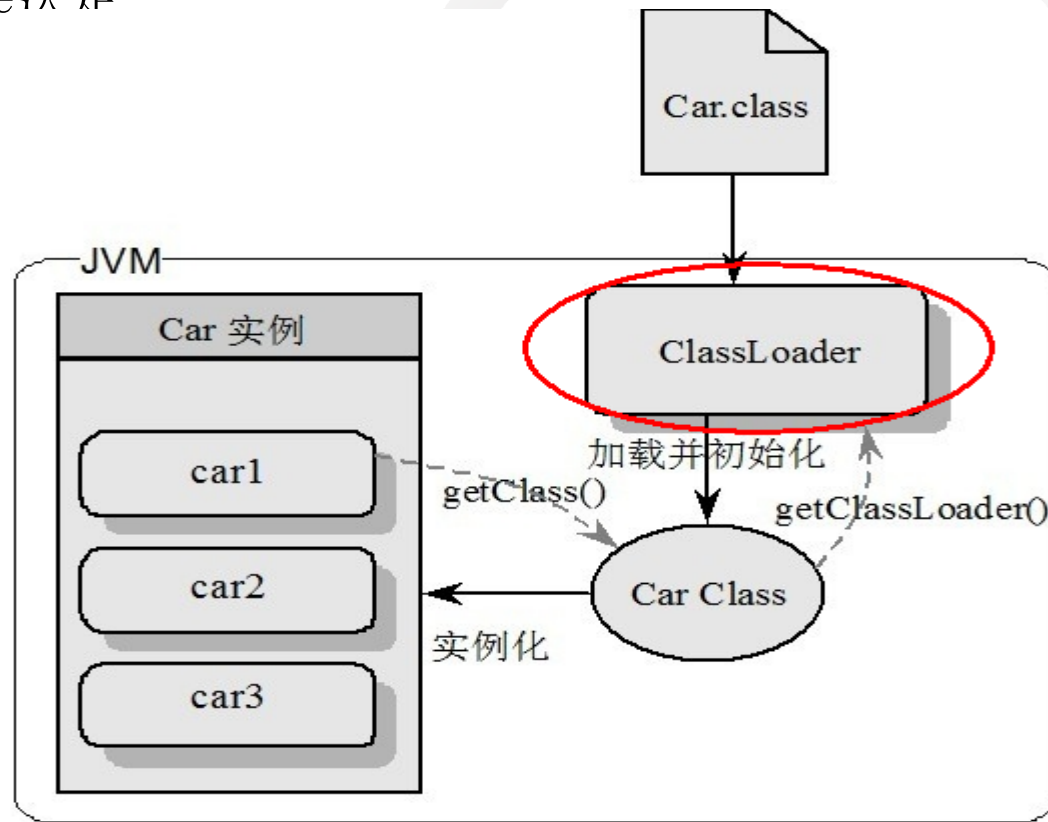 Car.class
JVM
Car 实例
ClassLoader
加载并初始化
car1
getClass()
getClassLoader()
car2
Car Class
实例化
car3